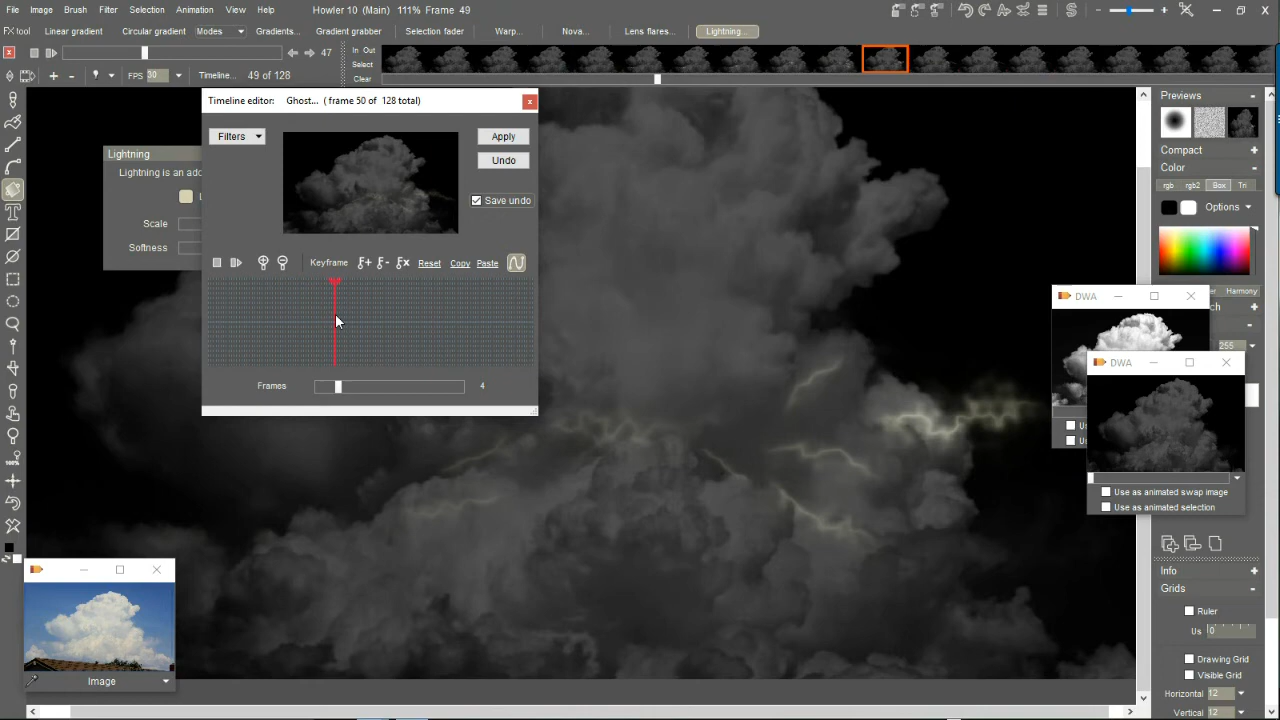 File Image Brush Filter Selection Animation View Help Howler 10 (Main) 111% Frame 49
FX tool Linear gradient Circular gradient Modes Gradients... Gradient grabber Selection fader Warp... Nova... Lens flares... Lightning...
47 In Out
Select
FPS 30 Timeline... 49 of 128 Clear
Timeline editor: Ghost... ( frame 50 of 128 total)
Filters Apply
Undo
Save undo
Keyframe Reset Copy Paste
Frames 4
Lightning
Lightning is an add
Scale
Softness
Previews
Compact
Color
rgb rgb2 Box Tri
Options
Harmony
255
DWA
DWA
Use as animated swap image
Use as animated selection
Info
Grids
Ruler
Us 0
Drawing Grid
Visible Grid
Horizontal 12
Vertical 12
100%
Image